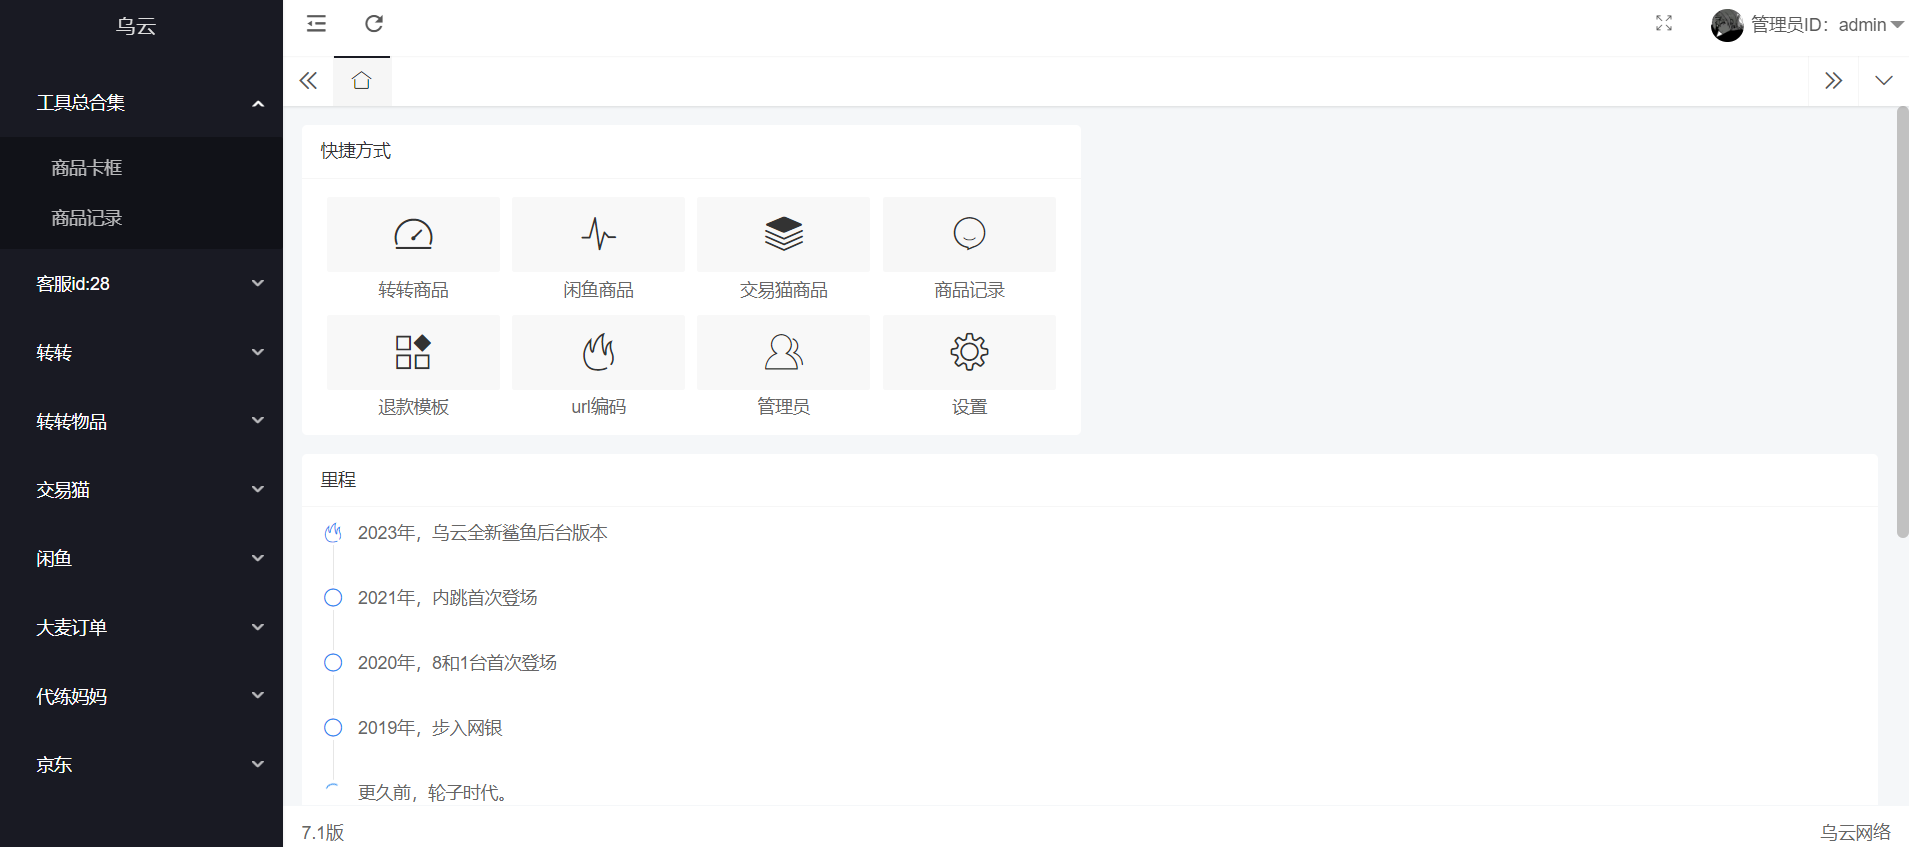 乌云
工具总合集
商品卡框
商品记录
客服id:28
转转
转转物品
交易猫
闲鱼
大麦订单
代练妈妈
京东
管理员ID：admin
快捷方式
转转商品
闲鱼商品
交易猫商品
商品记录
退款模板
url编码
管理员
设置
里程
2023年，乌云全新鲨鱼后台版本
2021年，内跳首次登场
2020年，8和1台首次登场
2019年，步入网银
更久前，轮子时代。
7.1版
乌云网络